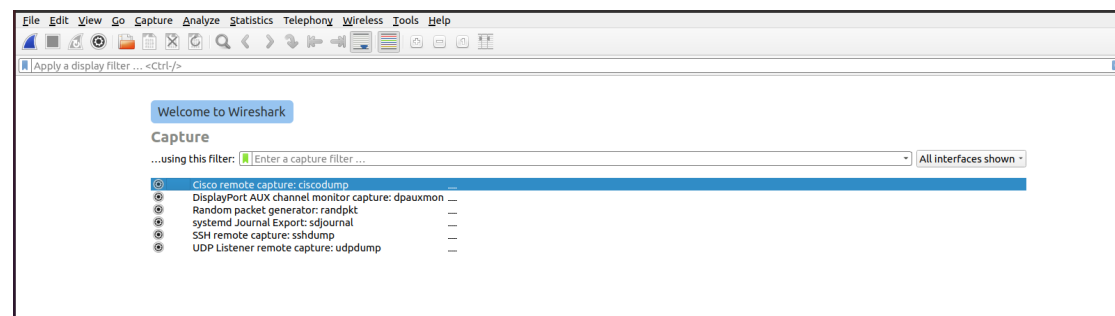 File Edit View Go Capture Analyze Statistics Telephony Wireless Tools Help
Apply a display filter ... <Ctrl-/>
Welcome to Wireshark
Capture
...using this filter: Enter a capture filter ... All interfaces shown
Cisco remote capture: ciscodump
DisplayPort AUX channel monitor capture: dpauxmon
Random packet generator: randpkt
systemd Journal Export: sdjournal
SSH remote capture: sshdump
UDP Listener remote capture: udpdump